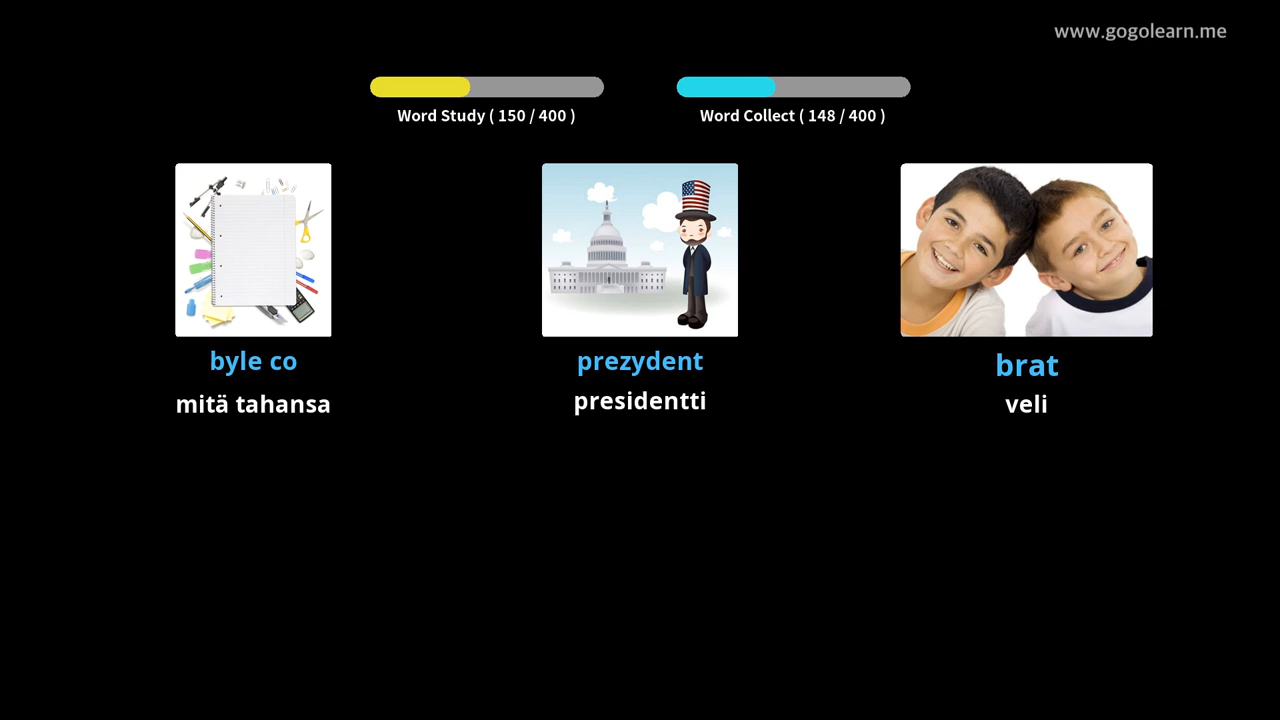 www.gogolearn.me
Word Study ( 150 / 400 )
Word Collect ( 148 / 400 )
byle co
mitä tahansa
prezydent
presidentti
brat
veli